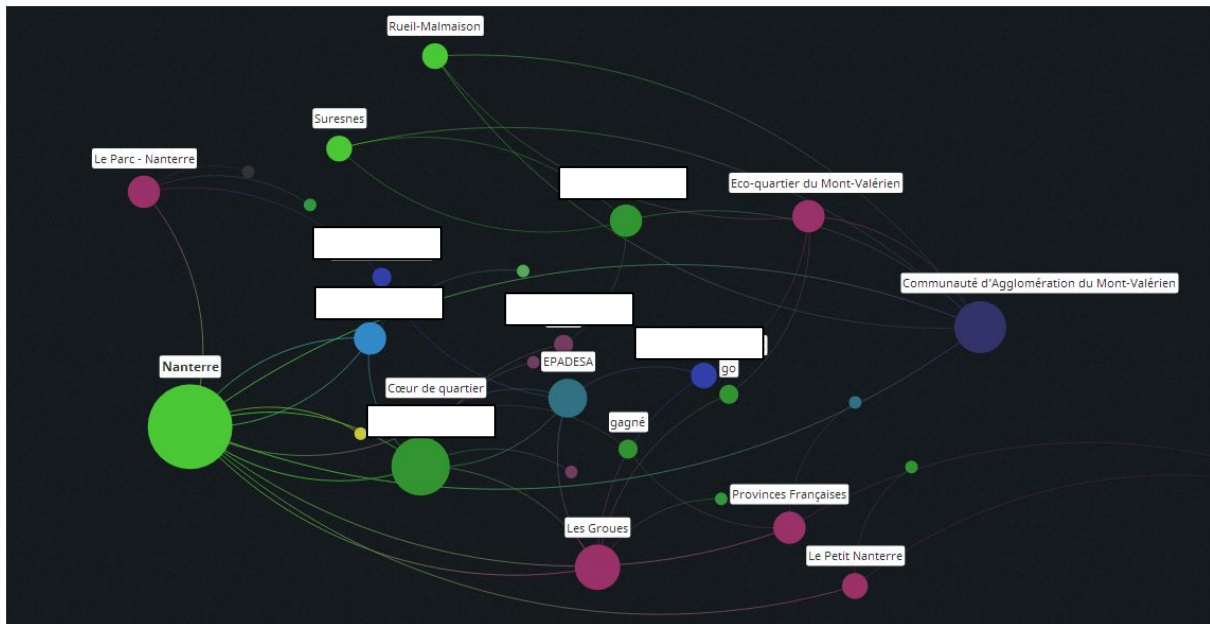 Rueil-Malmaison
Suresnes
Le Parc - Nanterre
Eco-quartier du Mont-Valérien
Communauté d'Agglomération du Mont-Valérien
Nanterre
EPADESA
go
Cœur de quartier
gagné
Provinces Françaises
Les Groues
Le Petit Nanterre